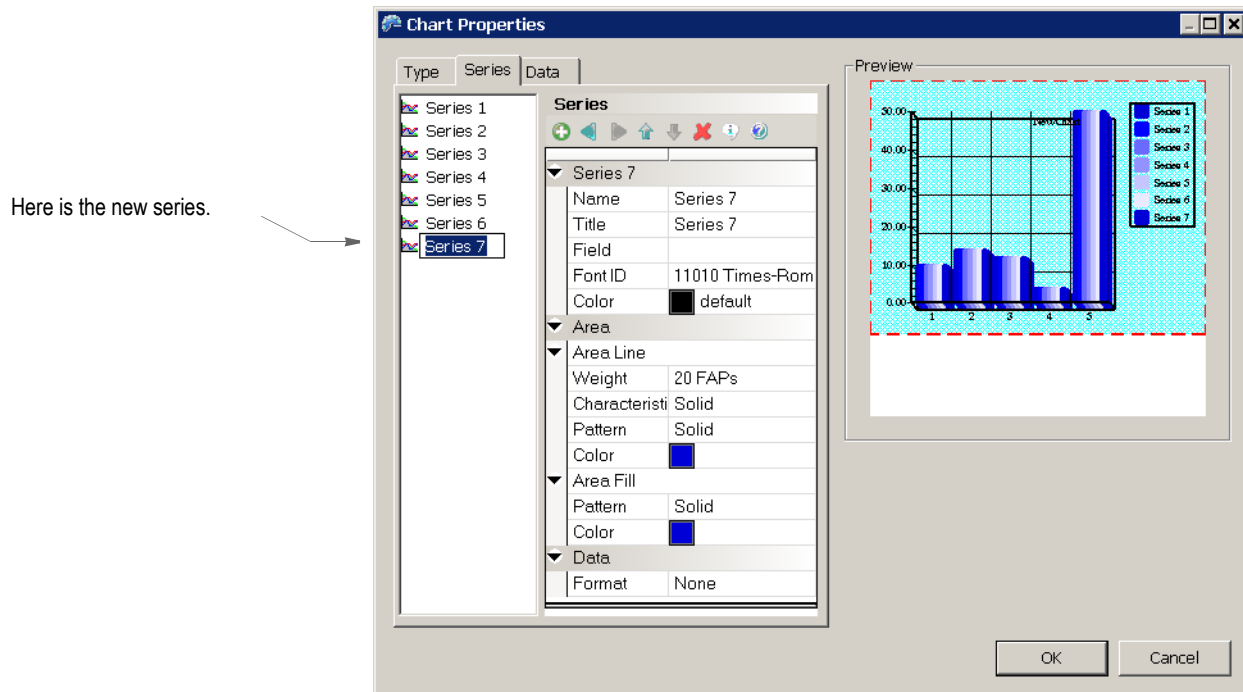 Chart Properties
Type Series Data
Series 1
Series 2
Series 3
Series 4
Series 5
Series 6
Series 7
Here is the new series.
Series
Series 7
Name Series 7
Title Series 7
Field
Font ID 11010 Times-Rom
Color default
Area
Area Line
Weight 20 FAPs
Characteristi Solid
Pattern Solid
Color
Area Fill
Pattern Solid
Color
Data
Format None
Preview
50.00
40.00
30.00
20.00
10.00
0.00
1 2 3 4 5
Series 1
Series 2
Series 3
Series 4
Series 5
Series 6
Series 7
OK Cancel